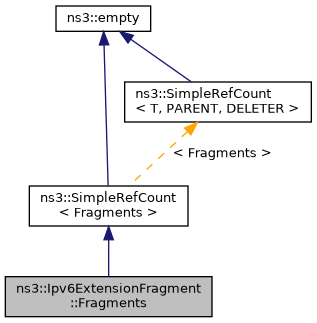 ns3::empty
ns3::SimpleRefCount
< T, PARENT, DELETER >
< Fragments >
ns3::SimpleRefCount
< Fragments >
ns3::Ipv6ExtensionFragment
::Fragments